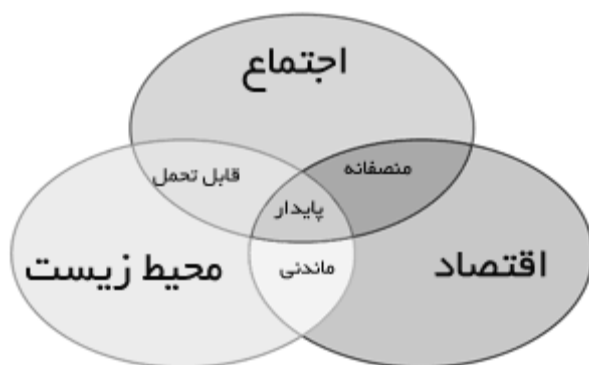 اجتماع
منصفانه
قابل تحمل
پایدار
اقتصاد
ماندنی
محیط زیست